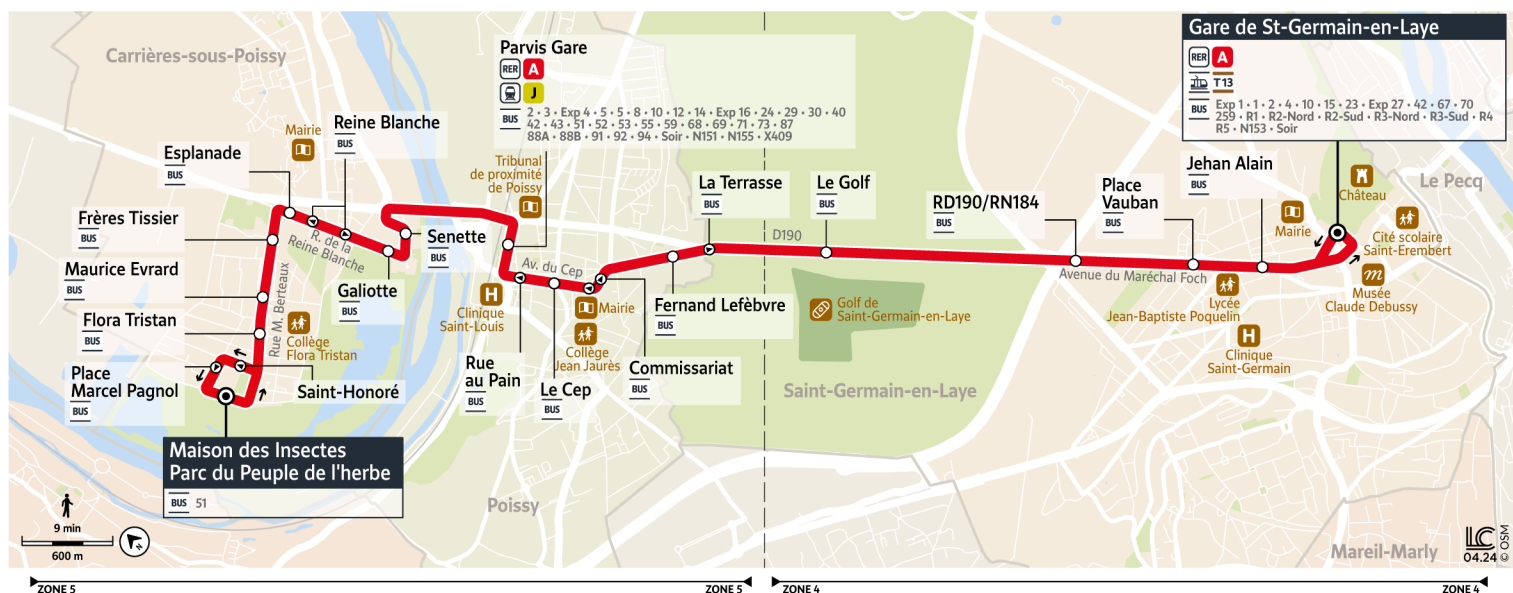 Carrières-sous-Poissy
Parvis Gare
RER A
J
BUS 2 • 3 • Exp 4 • 5 • 5 • 8 • 10 • 12 • 14 • Exp 16 • 24 • 29 • 30 • 40
42 • 43 • 51 • 52 • 53 • 55 • 59 • 68 • 69 • 71 • 73 • 87
88A • 88B • 91 • 92 • 94 • Soir • N151 • N155 • X409
Gare de St-Germain-en-Laye
RER A
T13
BUS Exp 1 • 1 • 2 • 4 • 10 • 15 • 23 • Exp 27 • 42 • 67 • 70
259 • R1 • R2-Nord • R2-Sud • R3-Nord • R3-Sud • R4
R5 • N153 • Soir
Mairie
Reine Blanche
BUS
Esplanade
BUS
Tribunal
de proximité
de Poissy
La Terrasse
BUS
Le Golf
BUS
RD190/RN184
BUS
Place
Vauban
BUS
Jehan Alain
BUS
Château
Le Pecq
Mairie
Cité scolaire
Saint-Erembert
Frères Tissier
BUS
R. de la
Reine Blanche
Senette
BUS
D190
Avenue du Maréchal Foch
Maurice Evrard
BUS
Rue M. Berteaux
Galiotte
BUS
Av. du Cep
H
Clinique
Saint-Louis
Mairie
Fernand Lefèbvre
BUS
Golf de
Saint-Germain-en-Laye
Lycée
Jean-Baptiste Poquelin
m
Musée
Claude Debussy
Flora Tristan
BUS
Collège
Flora Tristan
Collège
Jean Jaurès
H
Clinique
Saint-Germain
Place
Marcel Pagnol
BUS
Saint-Honoré
BUS
Rue
au Pain
BUS
Le Cep
BUS
Commissariat
BUS
Saint-Germain-en-Laye
Maison des Insectes
Parc du Peuple de l'herbe
BUS 51
Poissy
9 min
600 m
N
Mareil-Marly
LC
04.24
© OSM
ZONE 5
ZONE 5
ZONE 4
ZONE 4